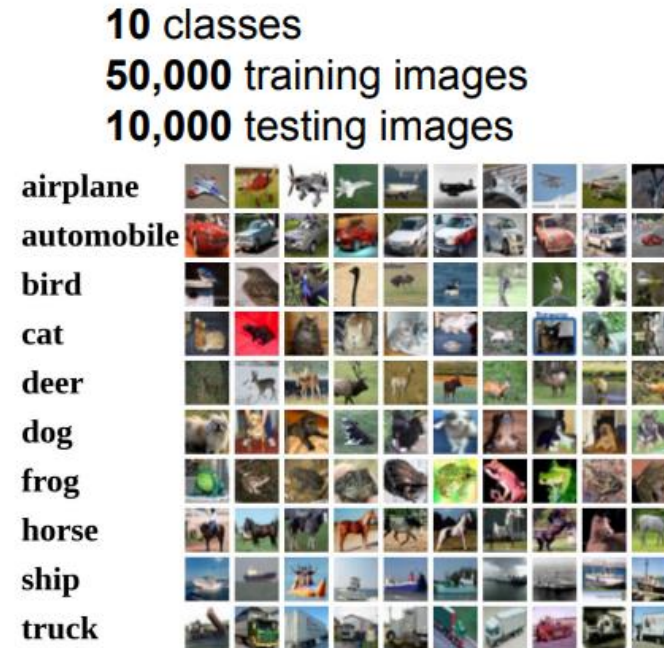 10 classes
50,000 training images
10,000 testing images
airplane
automobile
bird
cat
deer
dog
frog
horse
ship
truck